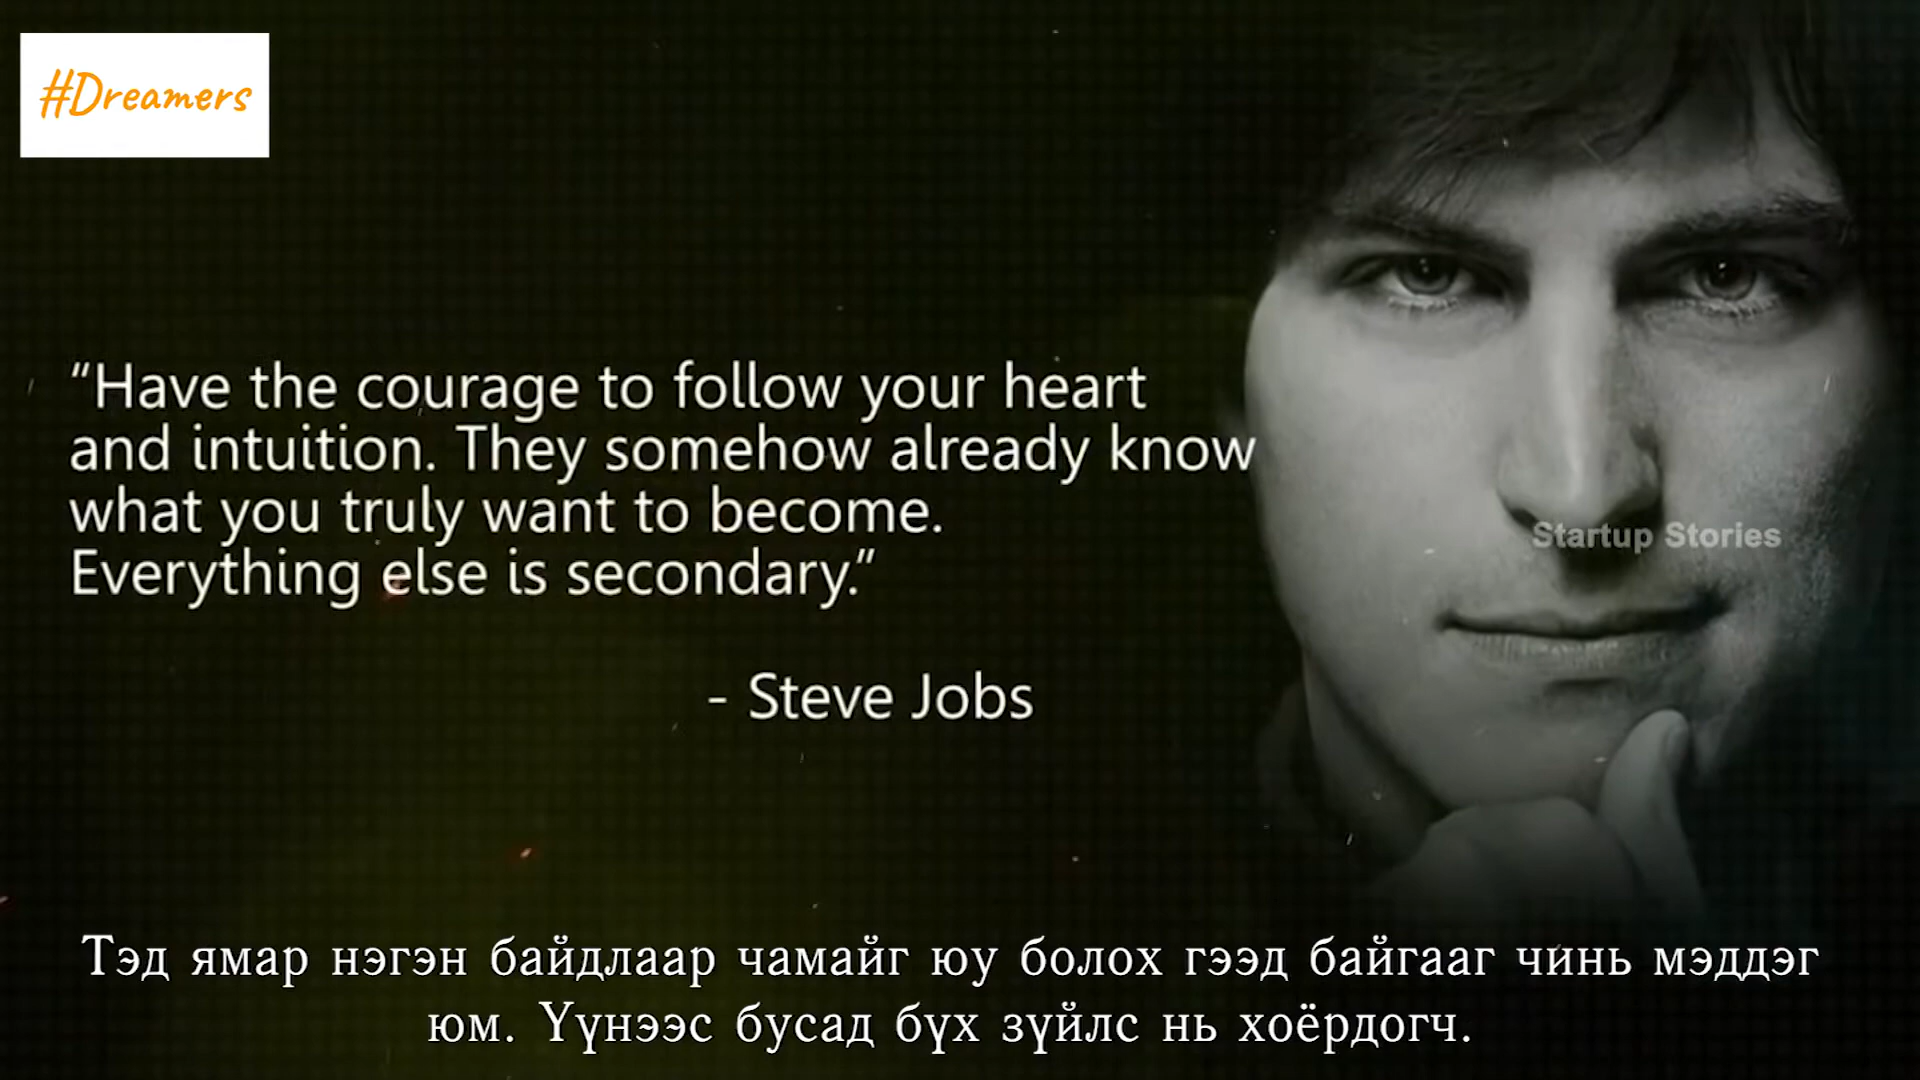 #Dreamers
“Have the courage to follow your heart
and intuition. They somehow already know
what you truly want to become.
Everything else is secondary.”
- Steve Jobs
Startup Stories
Тэд ямар нэгэн байдлаар чамайг юу болох гээд байгааг чинь мэддэг
юм. Үүнээс бусад бүх зүйлс нь хоёрдогч.